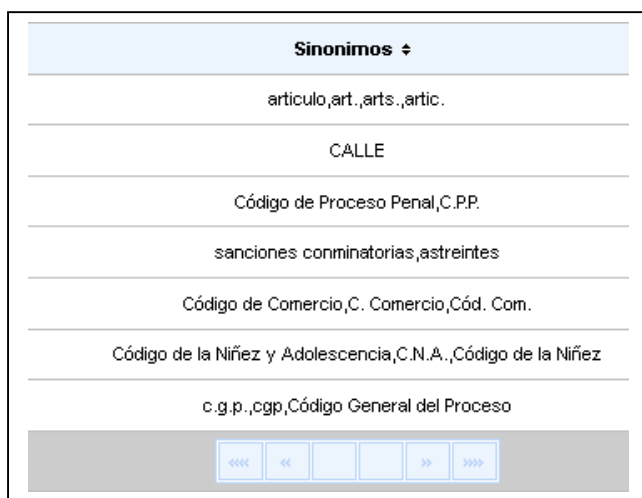 Sinonimos
articulo,art.,arts.,artic.
CALLE
Código de Proceso Penal,C.P.P.
sanciones conminatorias,astreintes
Código de Comercio,C. Comercio,Cód. Com.
Código de la Niñez y Adolescencia,C.N.A.,Código de la Niñez
c.g.p.,cgp,Código General del Proceso
«« « » »»